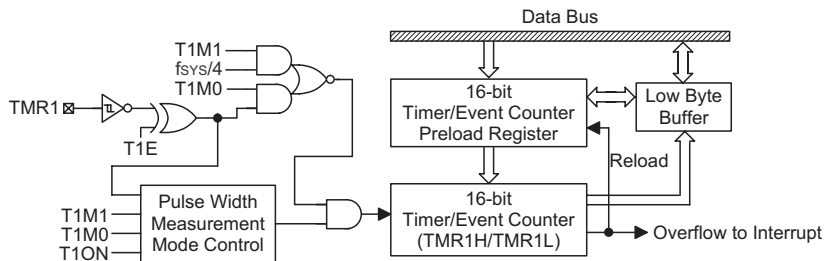 Data Bus
T1M1
fSYS/4
T1M0
TMR1
T1E
16-bit
Timer/Event Counter
Preload Register
Low Byte
Buffer
Reload
T1M1
T1M0
T1ON
Pulse Width
Measurement
Mode Control
16-bit
Timer/Event Counter
(TMR1H/TMR1L)
Overflow to Interrupt